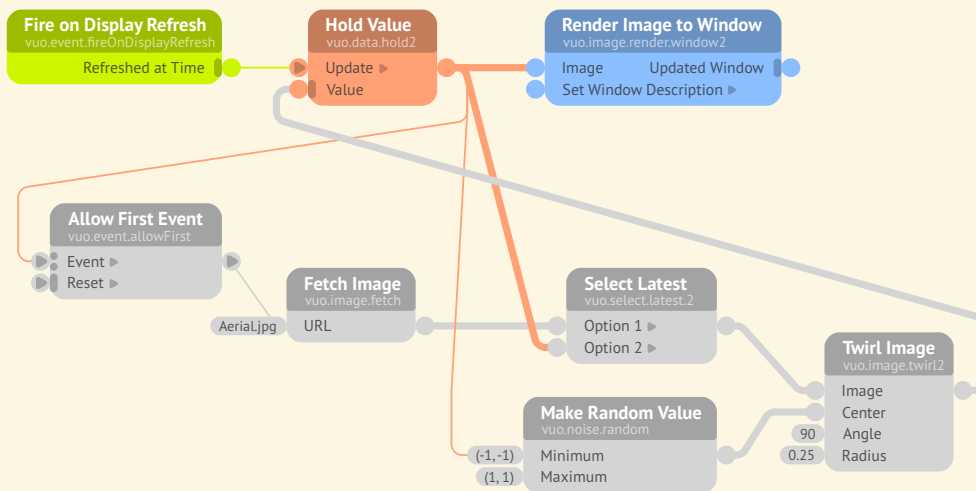 Fire on Display Refresh
vuo.event.fireOnDisplayRefresh
Refreshed at Time
Hold Value
vuo.data.hold2
Update
Value
Render Image to Window
vuo.image.render.window2
Image Updated Window
Set Window Description
Allow First Event
vuo.event.allowFirst
Event
Reset
Fetch Image
vuo.image.fetch
Aerial.jpg URL
Select Latest
vuo.select.latest.2
Option 1
Option 2
Make Random Value
vuo.noise.random
(-1, -1) Minimum
(1, 1) Maximum
Twirl Image
vuo.image.twirl2
Image
Center
90 Angle
0.25 Radius